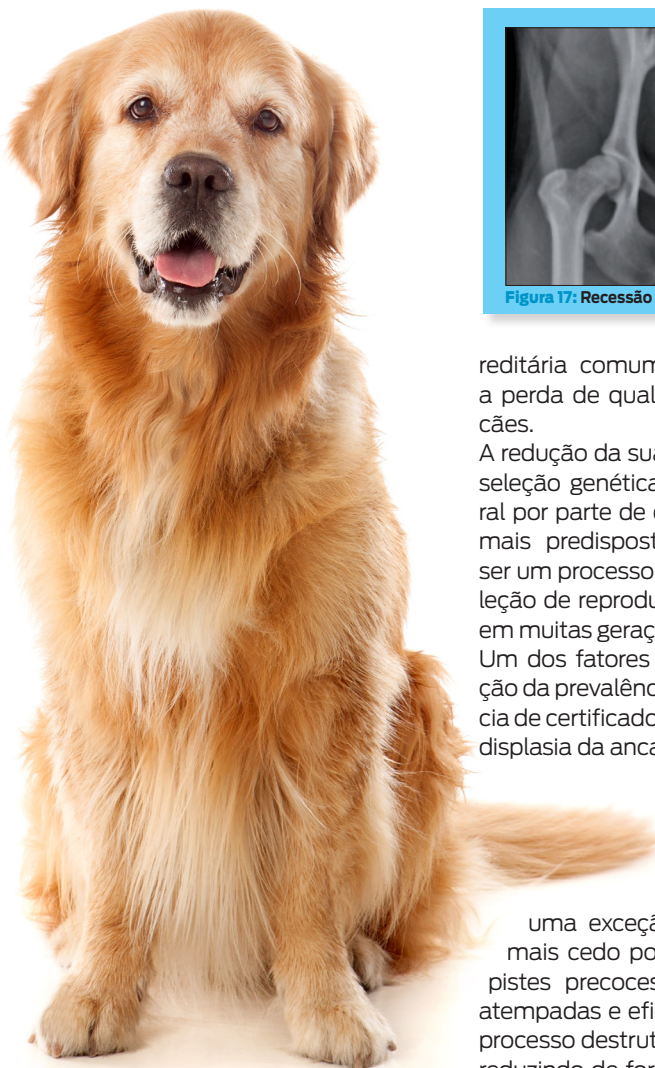 Figura 17: Recessão
reditária comum
a perda de qual
cães.
A redução da sua
seleção genética
ral por parte de
mais predispost
ser um processo
leção de reprodu
em muitas geraç
Um dos fatores
ção da prevalênc
cia de certificado
displasia da anca
uma exceçã
mais cedo po
pistes precoces
atempadas e efi
processo destrut